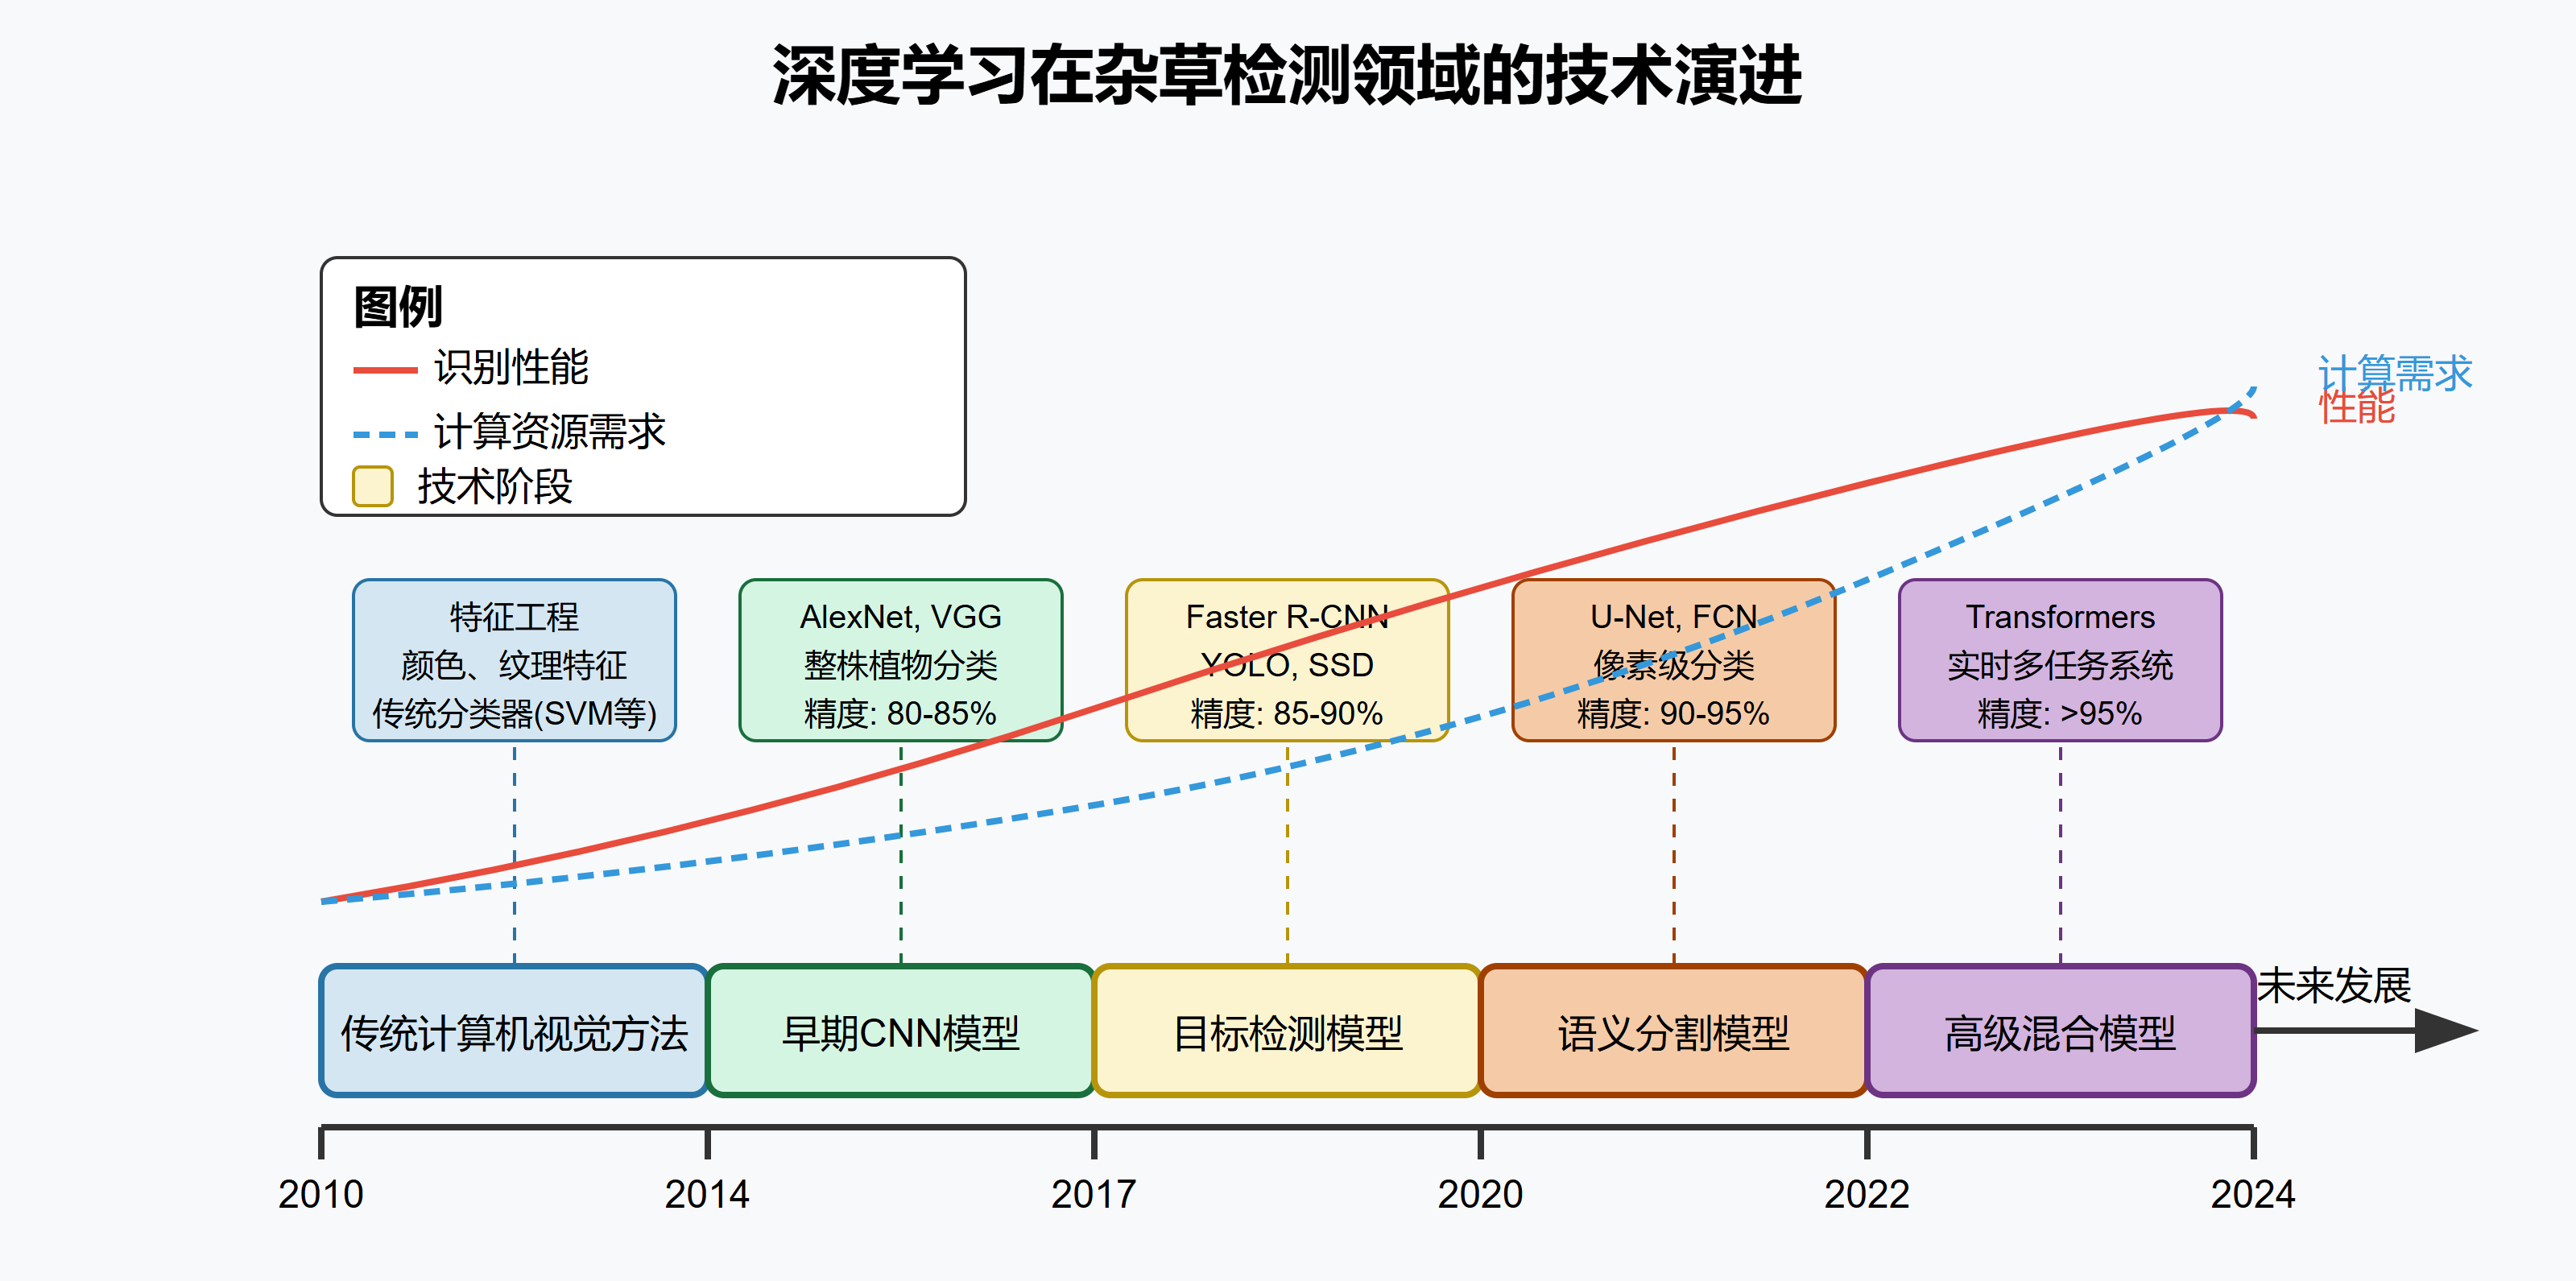 深度学习在杂草检测领域的技术演进
图例
识别性能
计算资源需求
技术阶段
计算需求
性能
特征工程
颜色、纹理特征
传统分类器(SVM等)
AlexNet, VGG
整株植物分类
精度: 80-85%
Faster R-CNN
YOLO, SSD
精度: 85-90%
U-Net, FCN
像素级分类
精度: 90-95%
Transformers
实时多任务系统
精度: >95%
传统计算机视觉方法
早期CNN模型
目标检测模型
语义分割模型
高级混合模型
未来发展
2010
2014
2017
2020
2022
2024